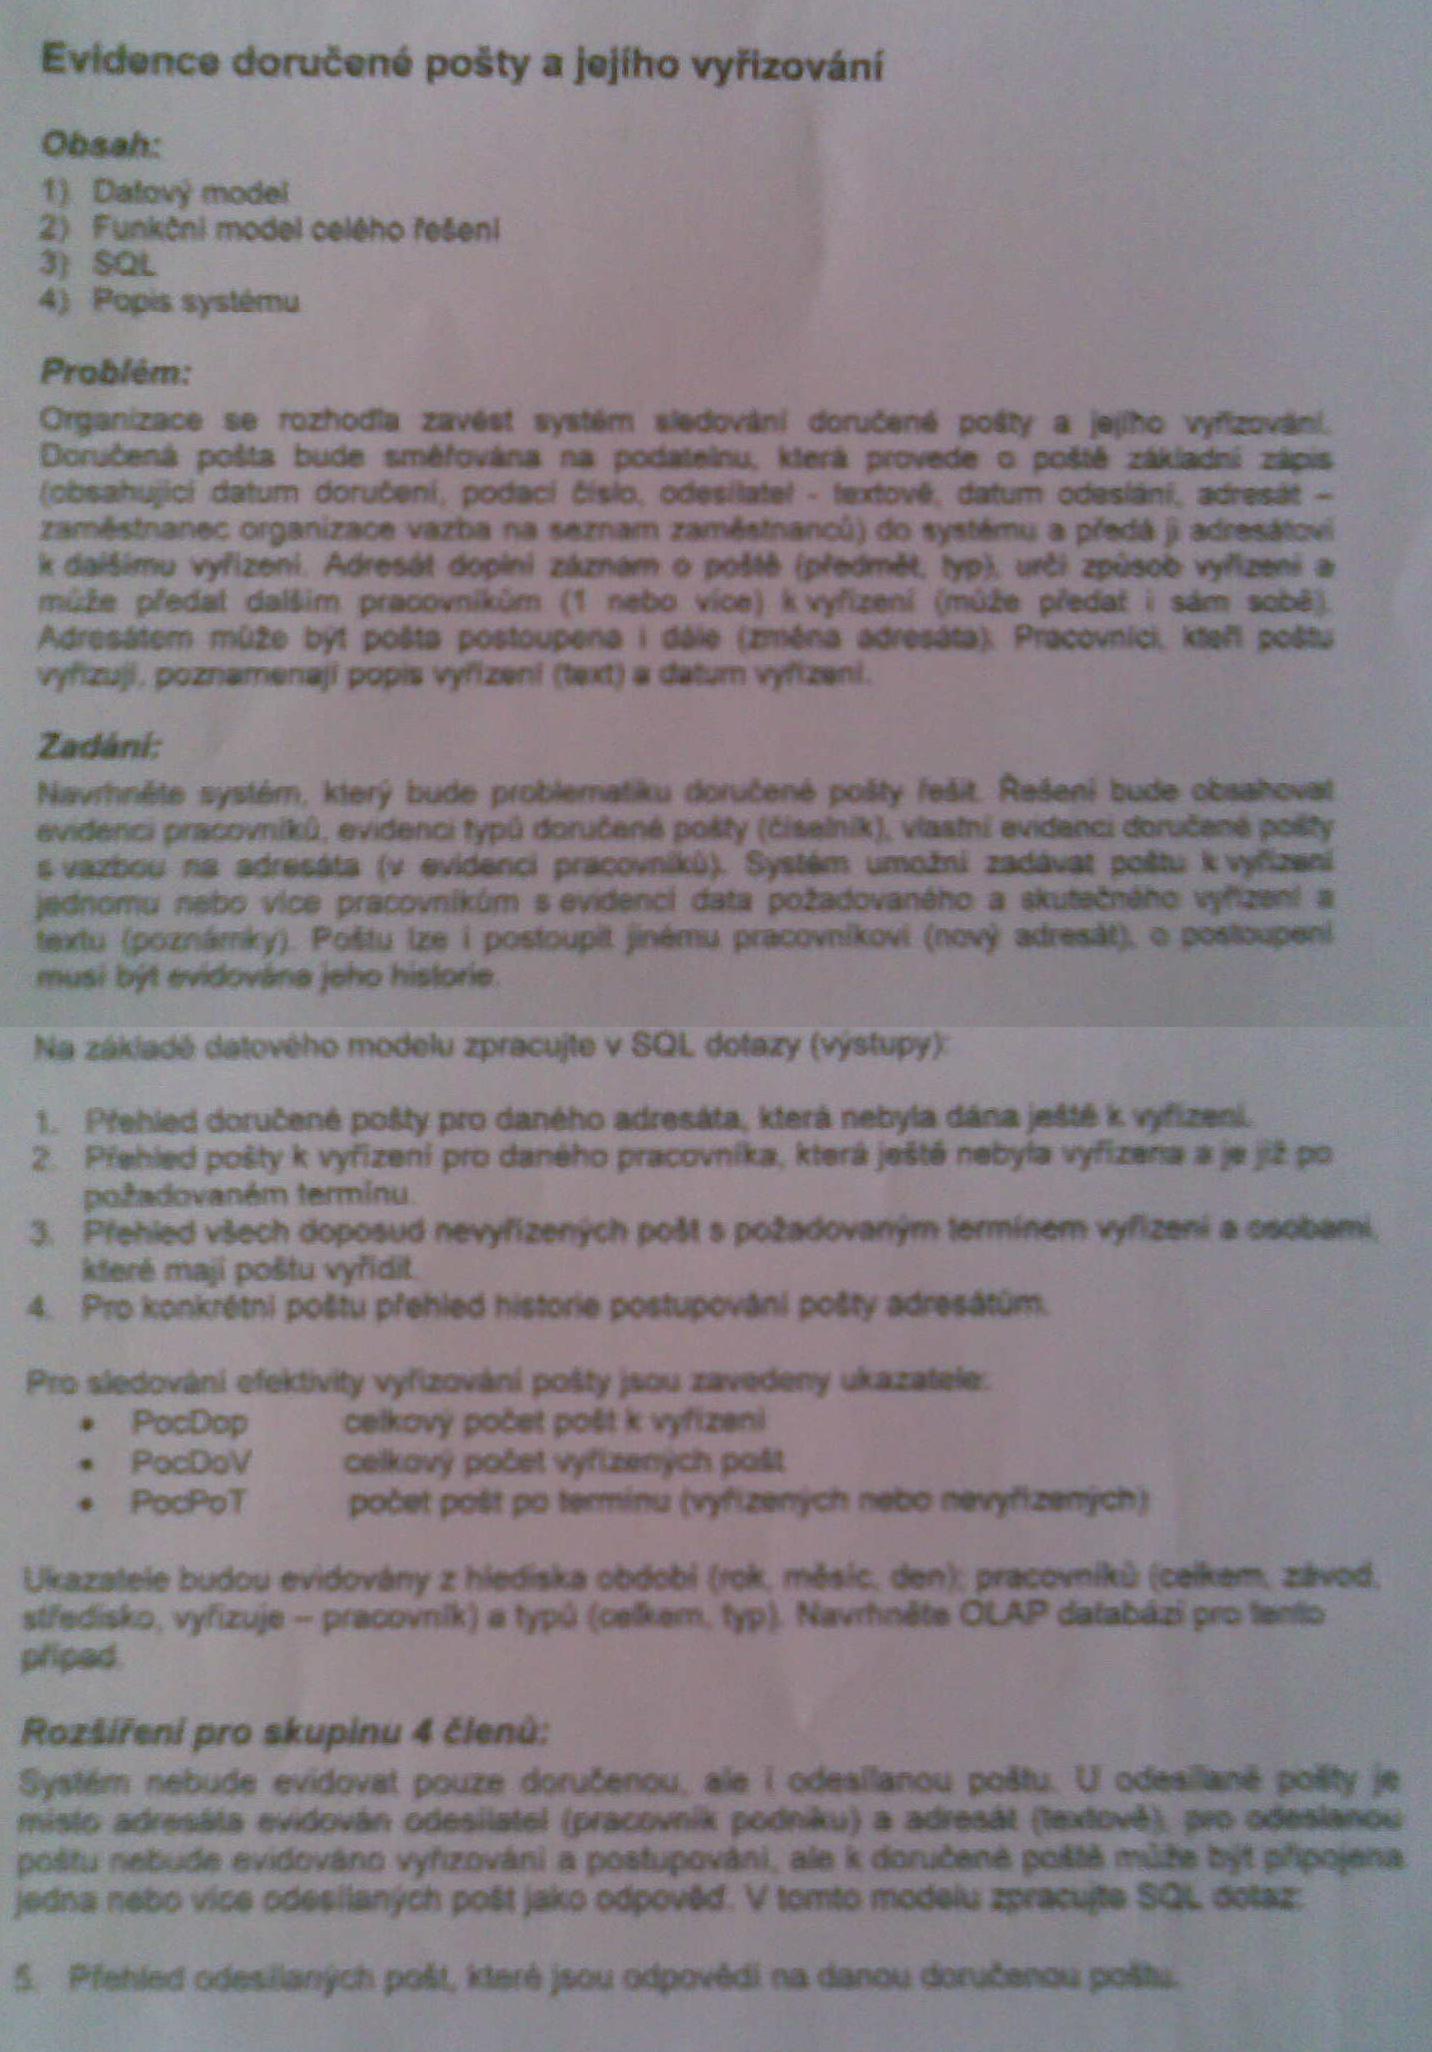 Evidence doručené pošty a jejího vyřizování
Obsah:
1) Datový model
2) Funkční model celého řešení
3) SQL
4) Popis systému
Problém:
Organizace se rozhodla zavést systém sledování doručené pošty a jejího vyřizování.
Doručená pošta bude směřována na podatelnu, která provede o poště základní zápis
(obsahující datum doručení, podací číslo, odesílatel - textově, datum odeslání, adresát –
zaměstnanec organizace vazba na seznam zaměstnanců) do systému a předá ji adresátovi
k dalšímu vyřízení. Adresát doplní záznam o poště (předmět, typ), určí způsob vyřízení a
může předat dalším pracovníkům (1 nebo více) k vyřízení (může předat i sám sobě).
Adresátem může být pošta postoupena i dále (změna adresáta). Pracovníci, kteří poštu
vyřizují, poznamenají popis vyřízení (text) a datum vyřízení.
Zadání:
Navrhněte systém, který bude problematiku doručené pošty řešit. Řešení bude obsahovat
evidenci pracovníků, evidenci typů doručené pošty (číselník), vlastní evidenci doručené pošty
s vazbou na adresáta (v evidenci pracovníků). Systém umožní zadávat poštu k vyřízení
jednomu nebo více pracovníkům s evidencí data požadovaného a skutečného vyřízení a
textu (poznámky). Poštu lze i postoupit jinému pracovníkovi (nový adresát), o postoupení
musí být evidována jeho historie.
Na základě datového modelu zpracujte v SQL dotazy (výstupy):
1. Přehled doručené pošty pro daného adresáta, která nebyla dána ještě k vyřízení.
2. Přehled pošty k vyřízení pro daného pracovníka, která ještě nebyla vyřízena a je již po
požadovaném termínu.
3. Přehled všech doposud nevyřízených pošt s požadovaným termínem vyřízení a osobami,
které mají poštu vyřídit.
4. Pro konkrétní poštu přehled historie postupování pošty adresátům.
Pro sledování efektivity vyřizování pošty jsou zavedeny ukazatele:
• PocDop celkový počet pošt k vyřízení
• PocDoV celkový počet vyřízených pošt
• PocPoT počet pošt po termínu (vyřízených nebo nevyřízených)
Ukazatele budou evidovány z hlediska období (rok, měsíc, den); pracovníků (celkem, závod,
středisko, vyřizuje – pracovník) a typů (celkem, typ). Navrhněte OLAP databázi pro tento
případ.
Rozšíření pro skupinu 4 členů:
Systém nebude evidovat pouze doručenou, ale i odesílanou poštu. U odesílané pošty je
místo adresáta evidován odesílatel (pracovník podniku) a adresát (textově), pro odeslanou
poštu nebude evidováno vyřizování a postupování, ale k doručené poště může být připojena
jedna nebo více odesílaných pošt jako odpověď. V tomto modelu zpracujte SQL dotaz:
5. Přehled odesílaných pošt, které jsou odpovědí na danou doručenou poštu.